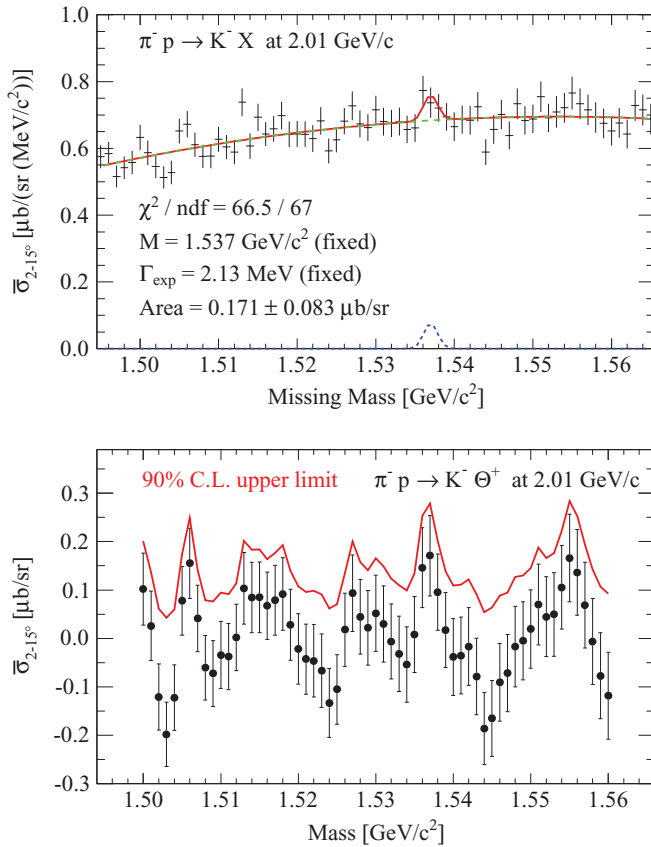 π⁻ p → K⁻ X at 2.01 GeV/c
1.0
0.8
0.6
0.4
0.2
0.0
σ̅₂₋₁₅° [μb/(sr (MeV/c²))]
χ² / ndf = 66.5 / 67
M = 1.537 GeV/c² (fixed)
Γexp = 2.13 MeV (fixed)
Area = 0.171 ± 0.083 μb/sr
1.50 1.51 1.52 1.53 1.54 1.55 1.56
Missing Mass [GeV/c²]
90% C.L. upper limit π⁻ p → K⁻ Θ⁺ at 2.01 GeV/c
0.3
0.2
0.1
0.0
-0.1
-0.2
-0.3
σ̅₂₋₁₅° [μb/sr]
1.50 1.51 1.52 1.53 1.54 1.55 1.56
Mass [GeV/c²]